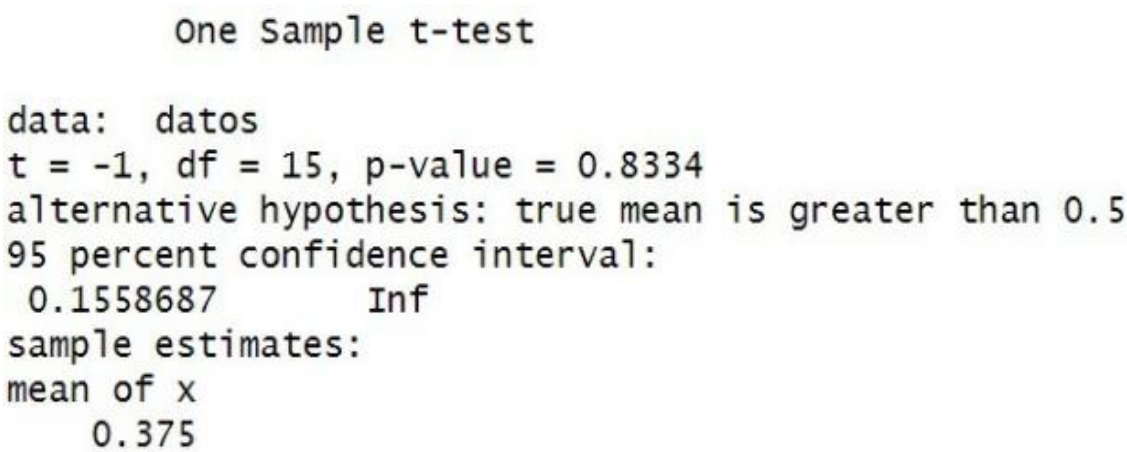 One Sample t-test
data: datos
t = -1, df = 15, p-value = 0.8334
alternative hypothesis: true mean is greater than 0.5
95 percent confidence interval:
0.1558687 Inf
sample estimates:
mean of x
0.375